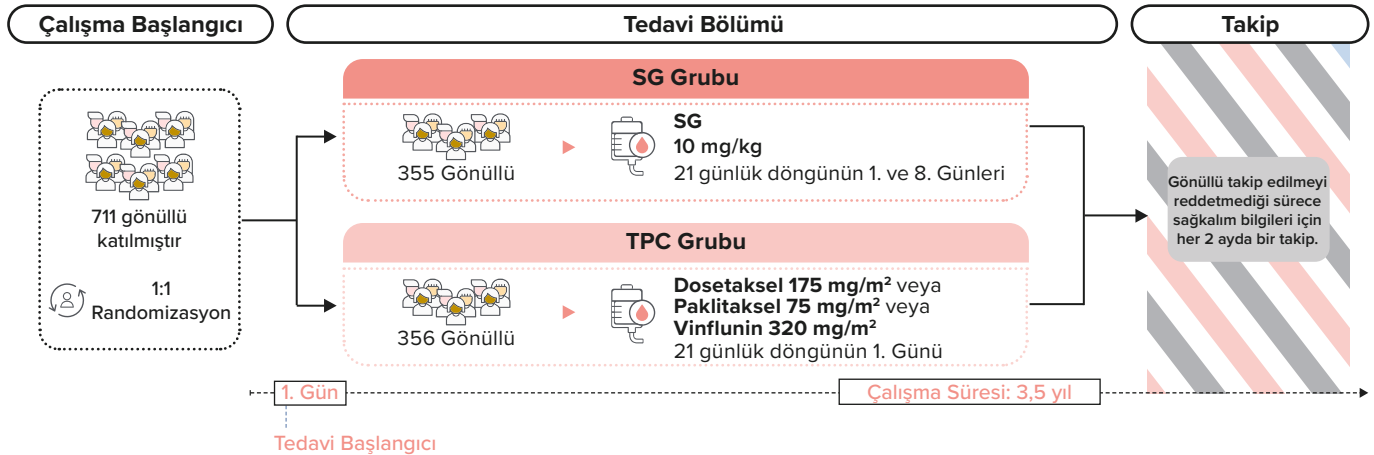 Çalışma Başlangıcı
Tedavi Bölümü
Takip
711 gönüllü
katılmıştır
1:1
Randomizasyon
SG Grubu
355 Gönüllü
SG
10 mg/kg
21 günlük döngünün 1. ve 8. Günleri
TPC Grubu
356 Gönüllü
Dosetaksel 175 mg/m² veya
Paklitaksel 75 mg/m² veya
Vinflunin 320 mg/m²
21 günlük döngünün 1. Günü
Gönüllü takip edilmeyi
reddetmediği sürece
sağkalım bilgileri için
her 2 ayda bir takip.
1. Gün
Çalışma Süresi: 3,5 yıl
Tedavi Başlangıcı